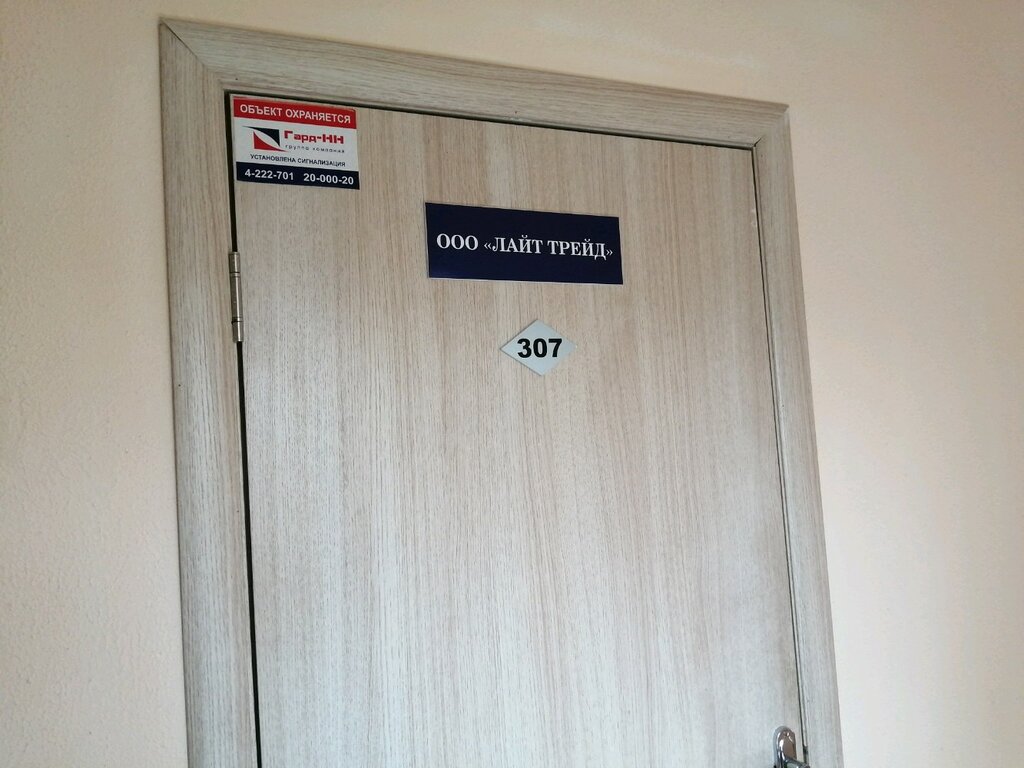 ОБЪЕКТ ОХРАНЯЕТСЯ
Гард-НН
группа компаний
УСТАНОВЛЕНА СИГНАЛИЗАЦИЯ
4-222-701 20-000-20
ООО «ЛАЙТ ТРЕЙД»
307